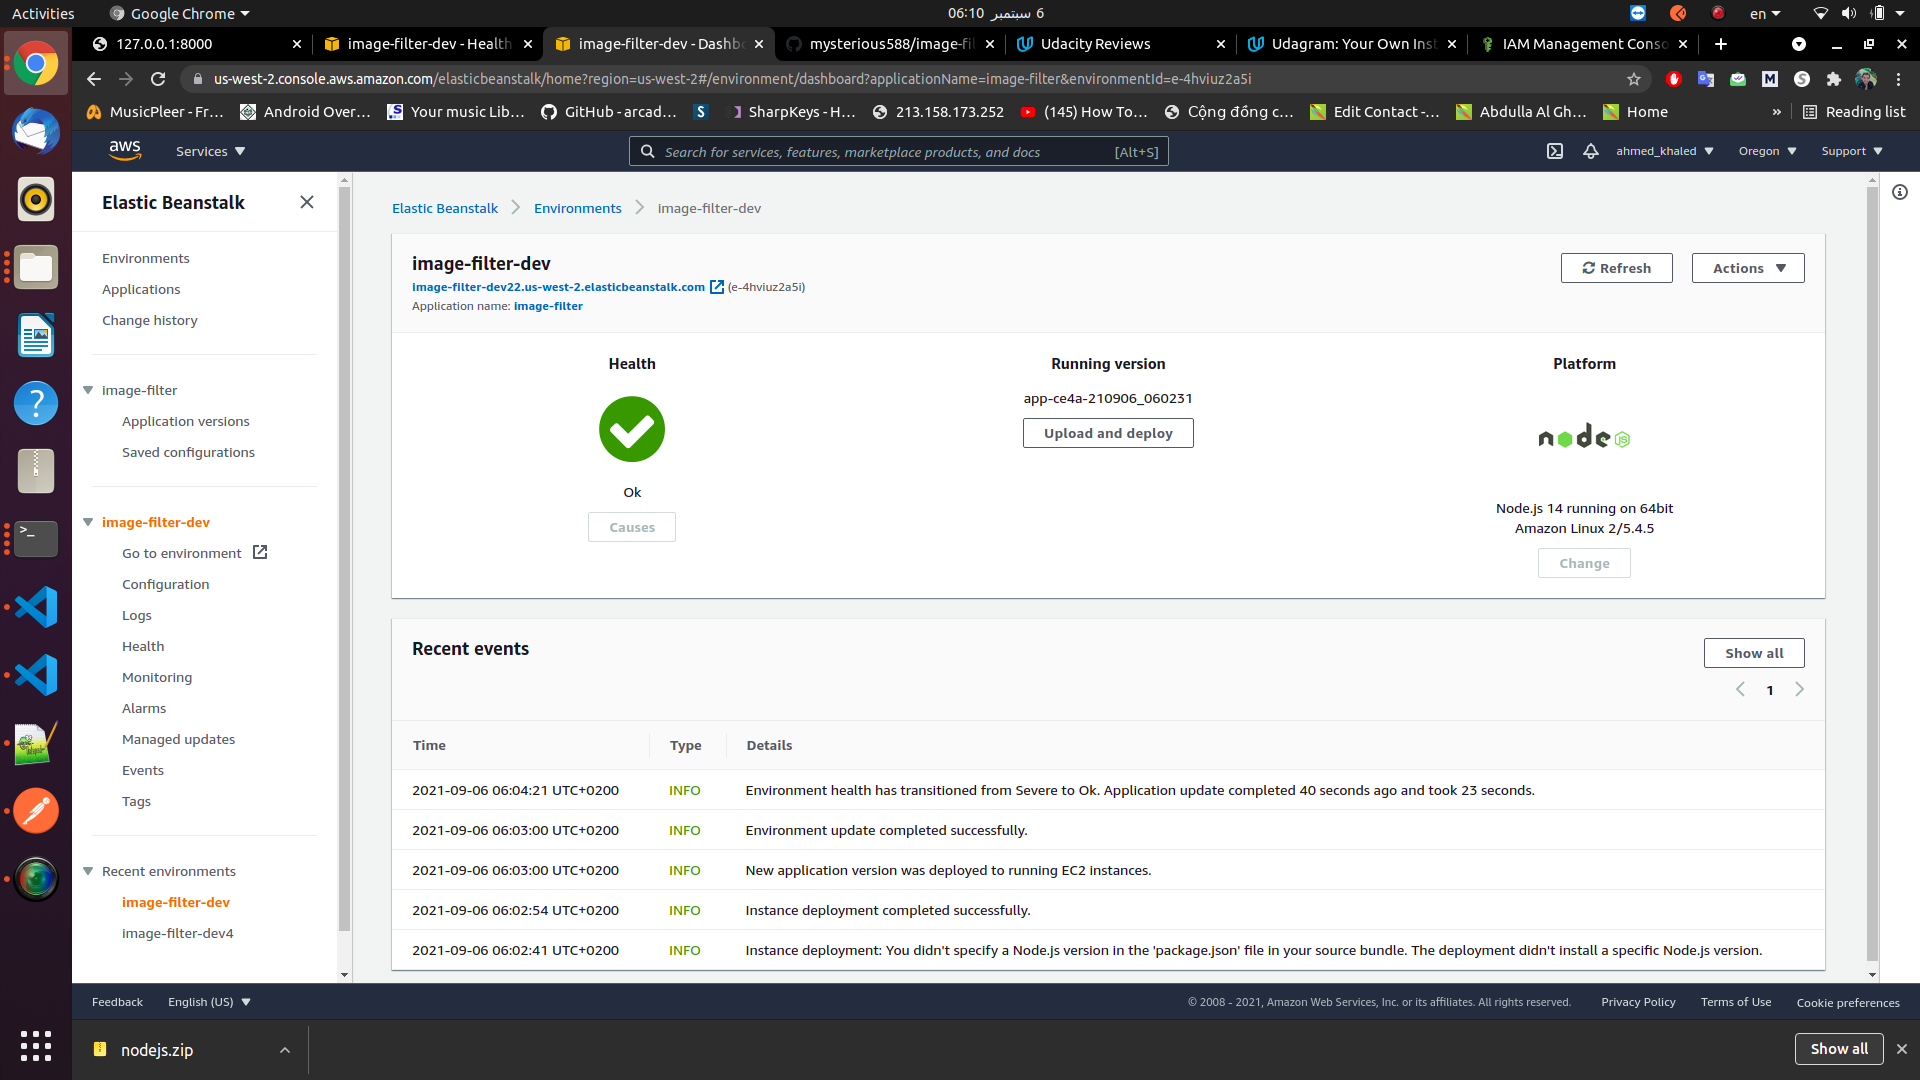 Activities
Google Chrome
06:10 6 سبتمبر
en
127.0.0.1:8000
image-filter-dev - Health
image-filter-dev - Dashb
mysterious588/image-fil
Udacity Reviews
Udagram: Your Own Inst
IAM Management Conso
us-west-2.console.aws.amazon.com/elasticbeanstalk/home?region=us-west-2#/environment/dashboard?applicationName=image-filter&environmentId=e-4hviuz2a5i
MusicPleer - Fr...
Android Over...
Your music Lib...
GitHub - arcad...
S
SharpKeys - H...
213.158.173.252
(145) How To...
Cộng đồng c...
Edit Contact -...
Abdulla Al Gh...
Home
»
Reading list
aws
Services
Search for services, features, marketplace products, and docs
[Alt+S]
ahmed_khaled
Oregon
Support
Elastic Beanstalk
Environments
Applications
Change history
image-filter
Application versions
Saved configurations
image-filter-dev
Go to environment
Configuration
Logs
Health
Monitoring
Alarms
Managed updates
Events
Tags
Recent environments
image-filter-dev
image-filter-dev4
Elastic Beanstalk
Environments
image-filter-dev
image-filter-dev
Refresh
Actions
image-filter-dev22.us-west-2.elasticbeanstalk.com (e-4hviuz2a5i)
Application name: image-filter
Health
Ok
Causes
Running version
app-ce4a-210906_060231
Upload and deploy
Platform
node JS
Node.js 14 running on 64bit
Amazon Linux 2/5.4.5
Change
Recent events
Show all
1
Time Type Details
2021-09-06 06:04:21 UTC+0200 INFO Environment health has transitioned from Severe to Ok. Application update completed 40 seconds ago and took 23 seconds.
2021-09-06 06:03:00 UTC+0200 INFO Environment update completed successfully.
2021-09-06 06:03:00 UTC+0200 INFO New application version was deployed to running EC2 instances.
2021-09-06 06:02:54 UTC+0200 INFO Instance deployment completed successfully.
2021-09-06 06:02:41 UTC+0200 INFO Instance deployment: You didn't specify a Node.js version in the 'package.json' file in your source bundle. The deployment didn't install a specific Node.js version.
Feedback
English (US)
© 2008 - 2021, Amazon Web Services, Inc. or its affiliates. All rights reserved.
Privacy Policy
Terms of Use
Cookie preferences
nodejs.zip
Show all